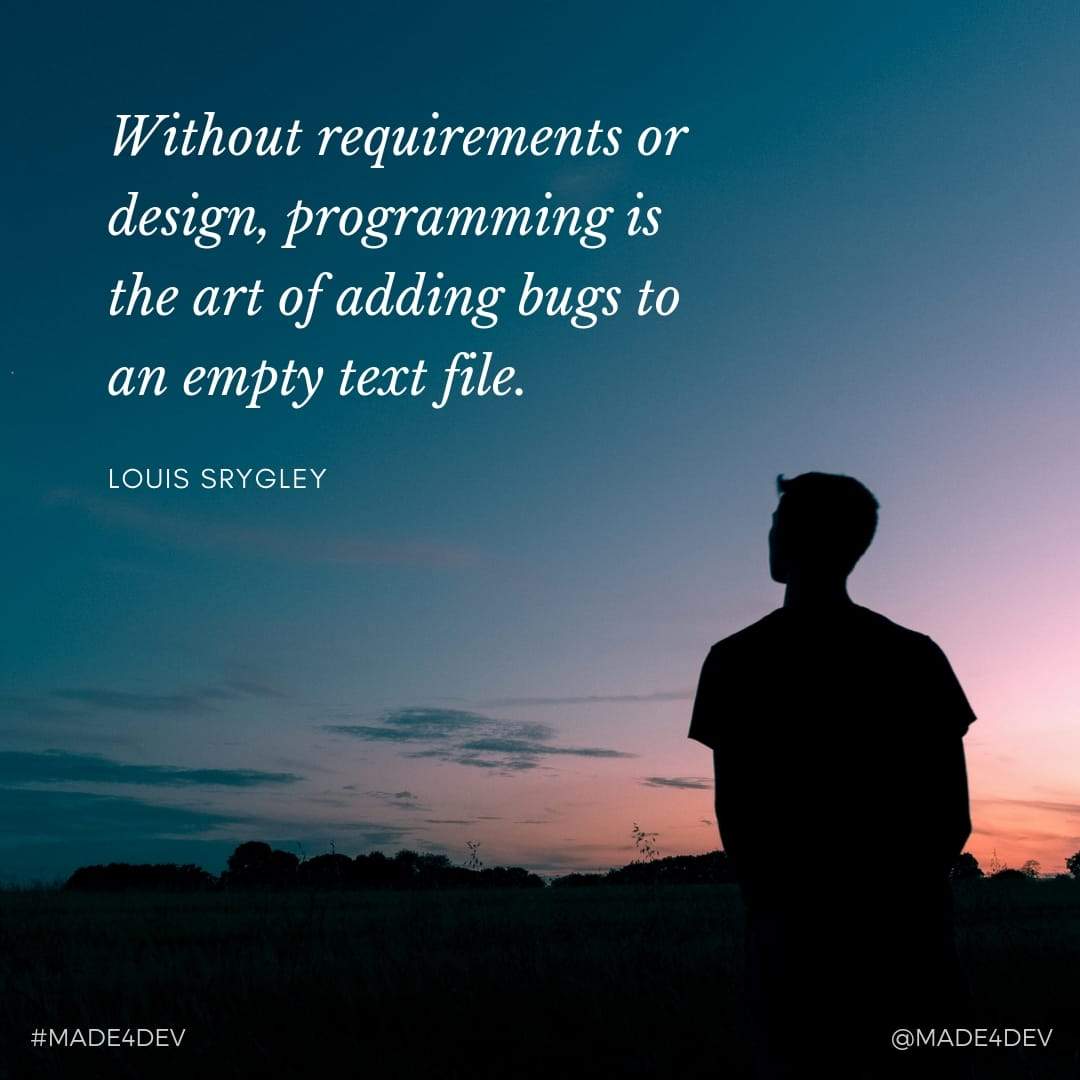 Without requirements or
design, programming is
the art of adding bugs to
an empty text file.
LOUIS SRYGLEY
#MADE4DEV
@MADE4DEV